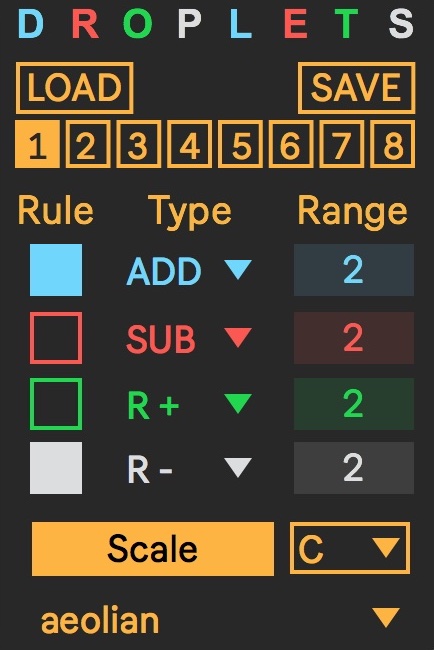 D R O P L E T S
LOAD SAVE
1 2 3 4 5 6 7 8
Rule Type Range
ADD 2
SUB 2
R + 2
R - 2
Scale C
aeolian